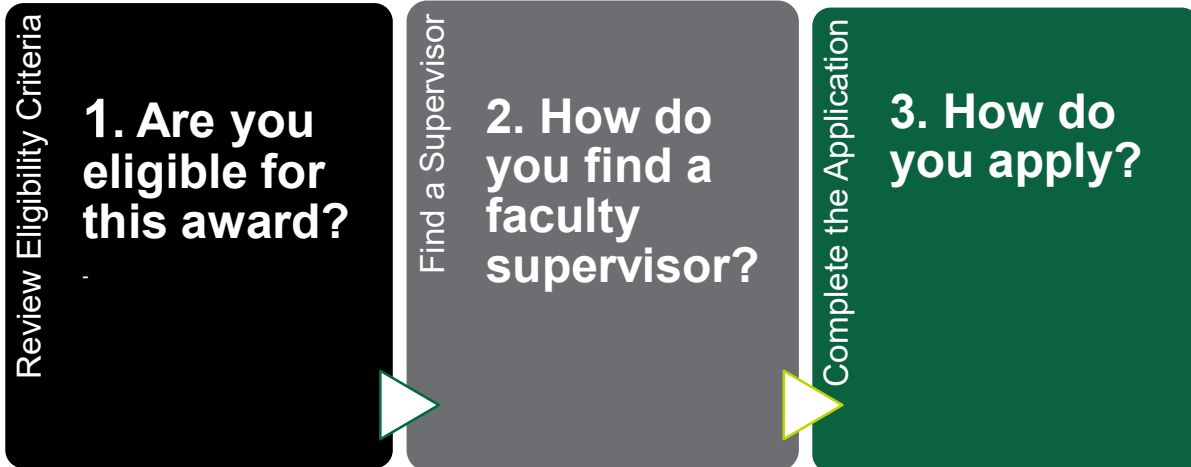 Review Eligibility Criteria
1. Are you
eligible for
this award?
-
Find a Supervisor
2. How do
you find a
faculty
supervisor?
Complete the Application
3. How do
you apply?